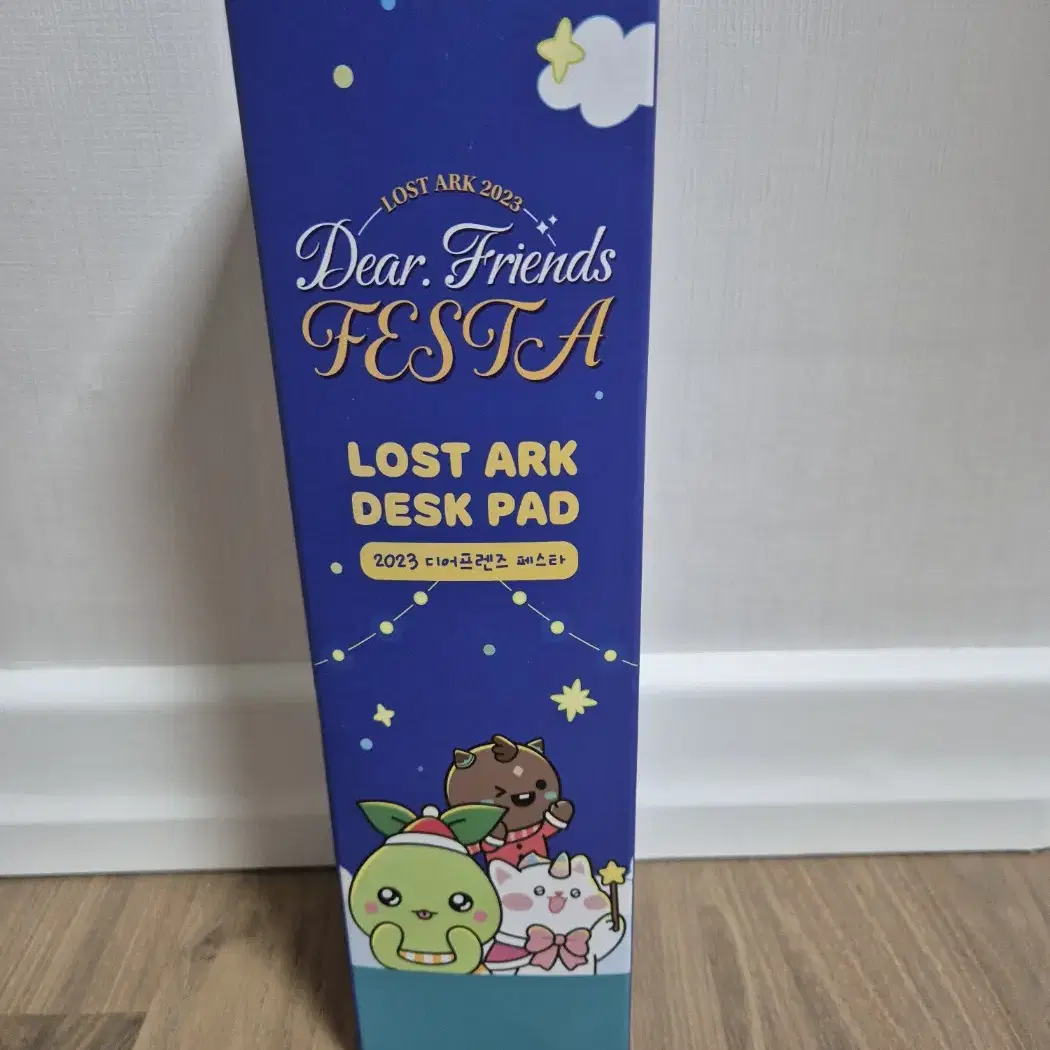 LOST ARK 2023
Dear. Friends
FESTA
LOST ARK
DESK PAD
2023 디어프렌즈 페스타